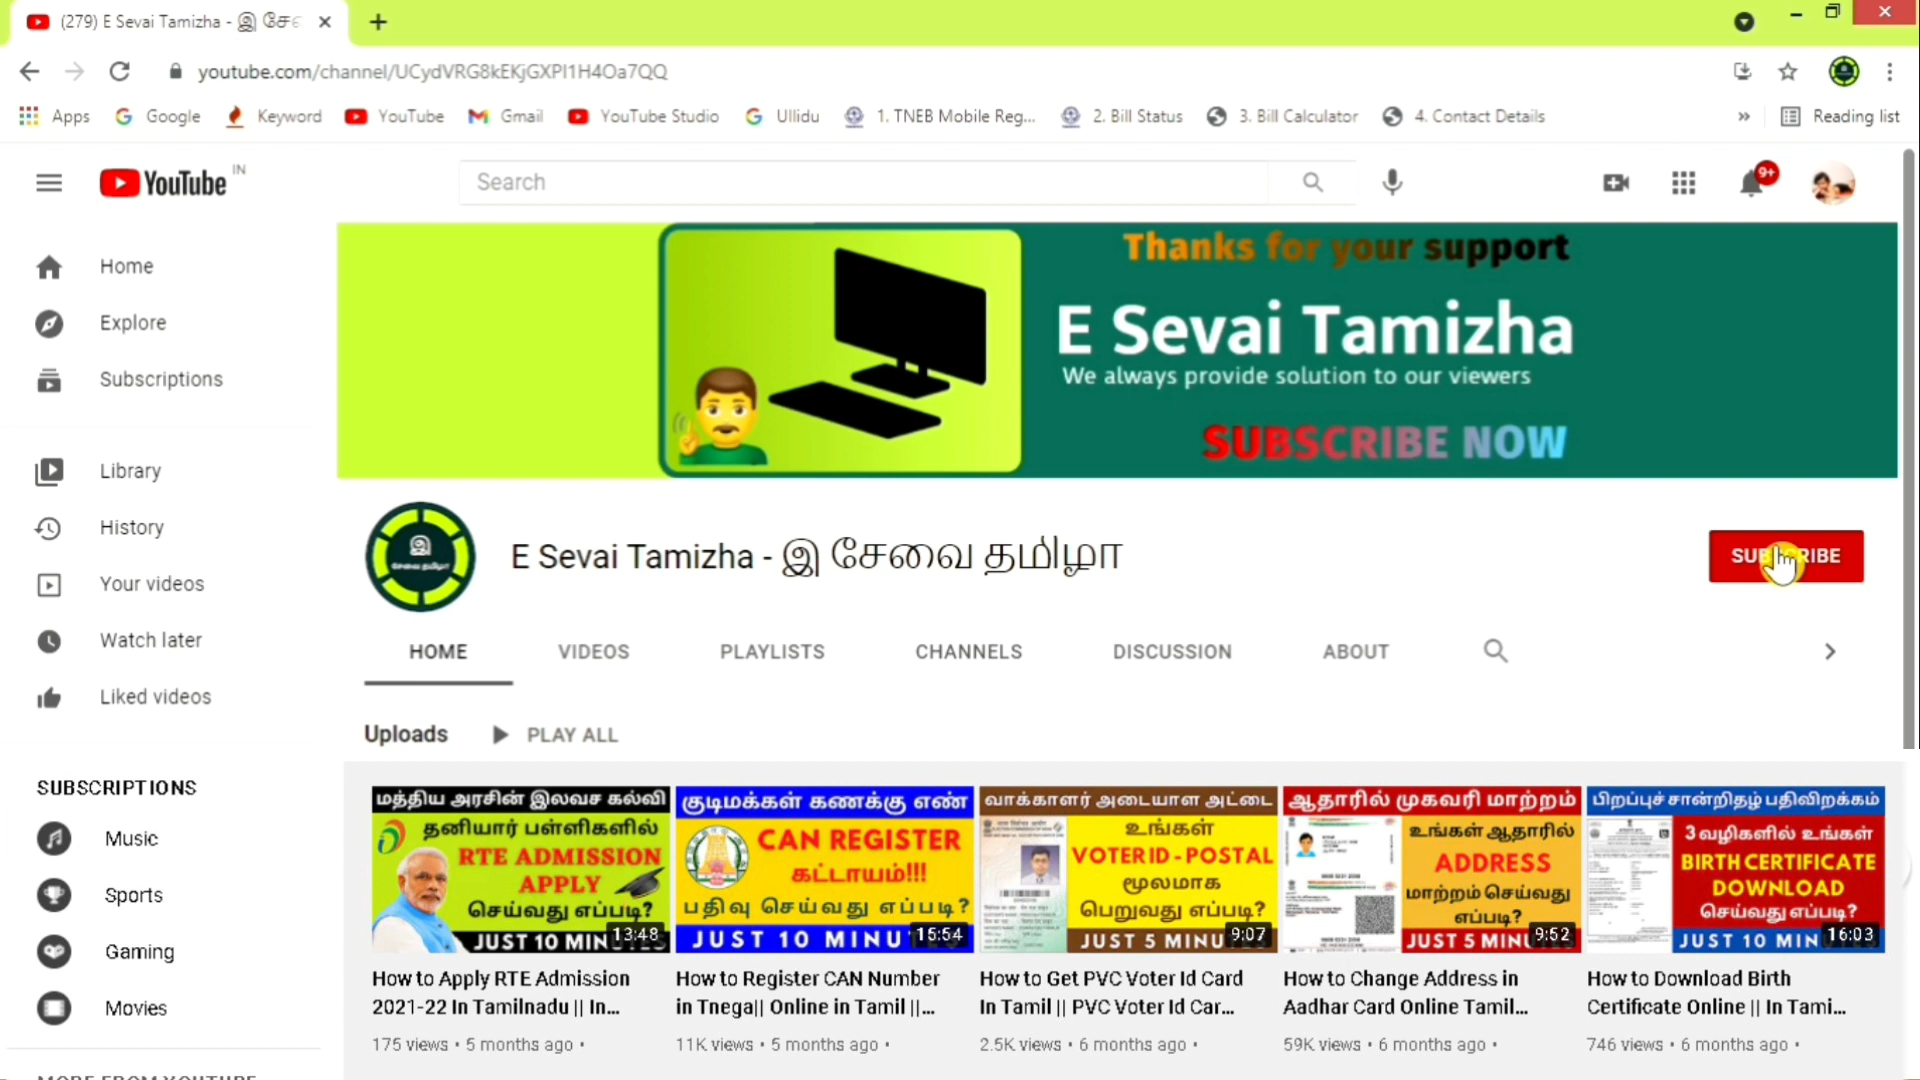 (279) E Sevai Tamizha - இ சேவை
youtube.com/channel/UCydVRG8kEKjGXPI1H4Oa7QQ
Apps Google Keyword YouTube Gmail YouTube Studio Ullidu 1. TNEB Mobile Reg... 2. Bill Status 3. Bill Calculator 4. Contact Details » Reading list
YouTube IN
Search
9+
Home
Explore
Subscriptions
Library
History
Your videos
Watch later
Liked videos
SUBSCRIPTIONS
Music
Sports
Gaming
Movies
MORE FROM YOUTUBE
Thanks for your support
E Sevai Tamizha
We always provide solution to our viewers
SUBSCRIBE NOW
இ
சேவை தமிழா
E Sevai Tamizha - இ சேவை தமிழா
SUBSCRIBE
HOME VIDEOS PLAYLISTS CHANNELS DISCUSSION ABOUT
Uploads PLAY ALL
மத்திய அரசின் இலவச கல்வி
தனியார் பள்ளிகளில்
RTE ADMISSION
APPLY
செய்வது எப்படி?
JUST 10 MINUTES
13:48
How to Apply RTE Admission
2021-22 In Tamilnadu || In...
175 views • 5 months ago •
குடிமக்கள் கணக்கு எண்
CAN REGISTER
கட்டாயம்!!!
பதிவு செய்வது எப்படி?
JUST 10 MINU
15:54
How to Register CAN Number
in Tnega|| Online in Tamil ||...
11K views • 5 months ago •
வாக்காளர் அடையாள அட்டை
உங்கள்
VOTER ID - POSTAL
மூலமாக
பெறுவது எப்படி?
JUST 5 MINU
9:07
How to Get PVC Voter Id Card
In Tamil || PVC Voter Id Car...
2.5K views • 6 months ago •
ஆதாரில் முகவரி மாற்றம்
உங்கள் ஆதாரில்
ADDRESS
மாற்றம் செய்வது
எப்படி?
JUST 5 MINU
9:52
How to Change Address in
Aadhar Card Online Tamil...
59K views • 6 months ago •
பிறப்புச் சான்றிதழ் பதிவிறக்கம்
3 வழிகளில் உங்கள்
BIRTH CERTIFICATE
DOWNLOAD
செய்வது எப்படி?
JUST 10 MIN
16:03
How to Download Birth
Certificate Online || In Tami...
746 views • 6 months ago •